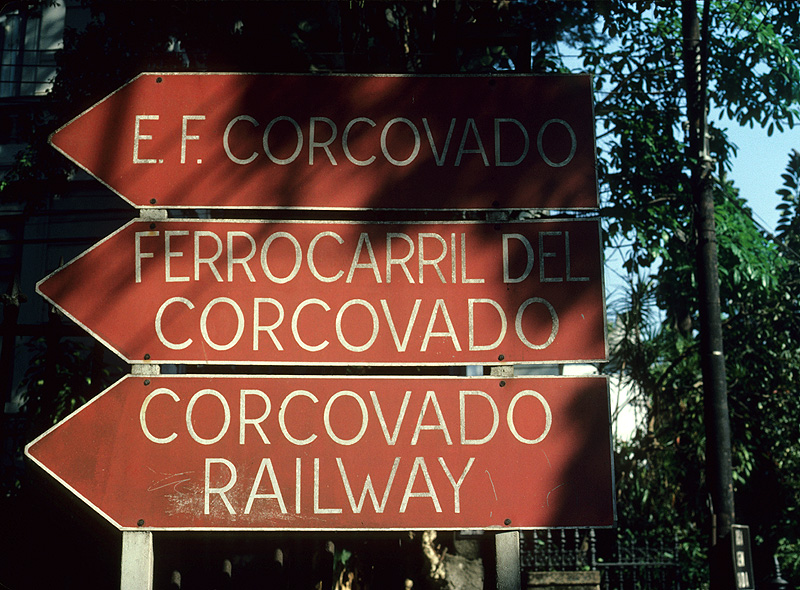 E. F. CORCOVADO
FERROCARRIL DEL
CORCOVADO
CORCOVADO
RAILWAY